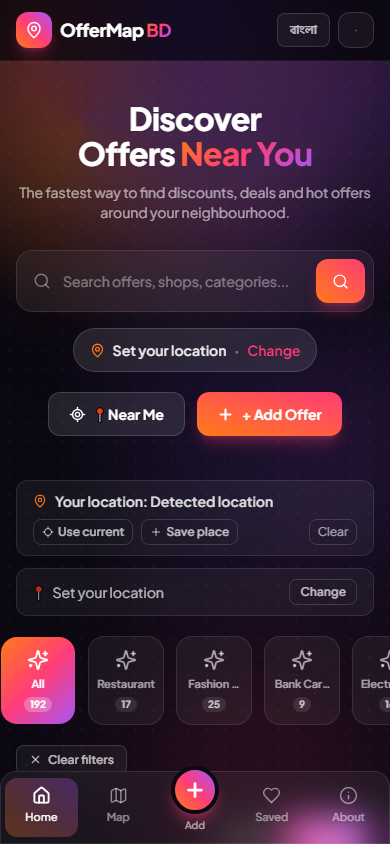 OfferMap BD
বাংলা
Discover
Offers Near You
The fastest way to find discounts, deals and hot offers
around your neighbourhood.
Search offers, shops, categories...
Set your location · Change
📍 Near Me
+ Add Offer
Your location: Detected location
Use current
+ Save place
Clear
📍 Set your location
Change
All
192
Restaurant
17
Fashion ...
25
Bank Car...
9
Clear filters
Home
Map
Add
Saved
About